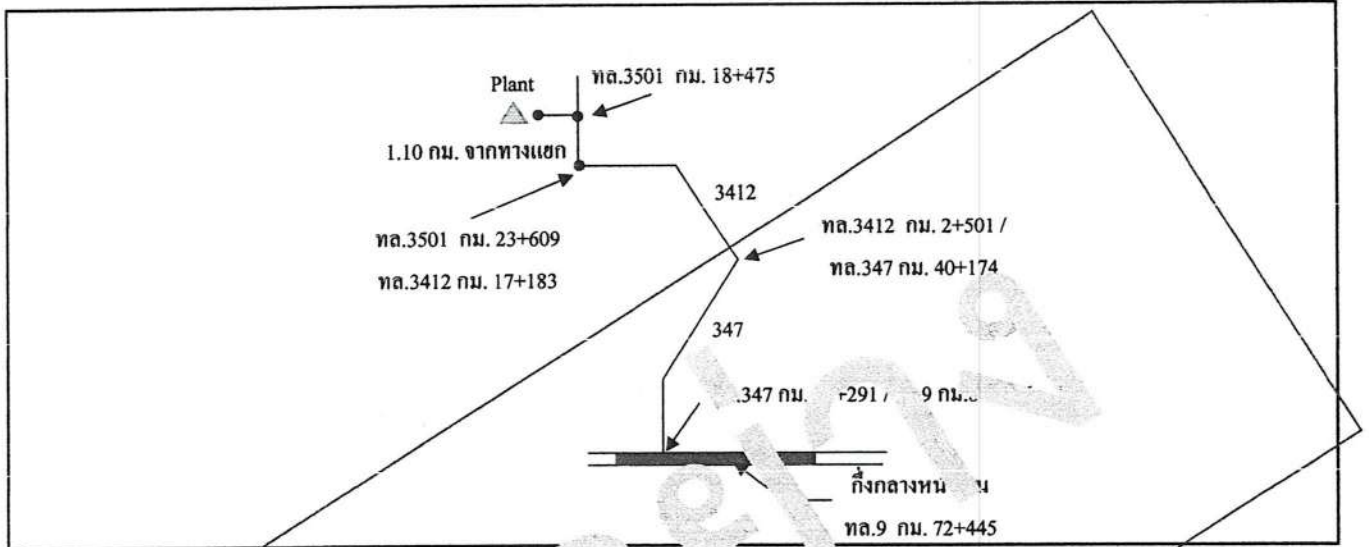 Plant
ทล.3501 กม. 18+475
1.10 กม. จากทางแยก
3412
ทล.3501 กม. 23+609
ทล.3412 กม. 17+183
ทล.3412 กม. 2+501 /
ทล.347 กม. 40+174
347
.347 กม. +291 / 9 กม.
กึ่งกลางหน
ทล.9 กม. 72+445